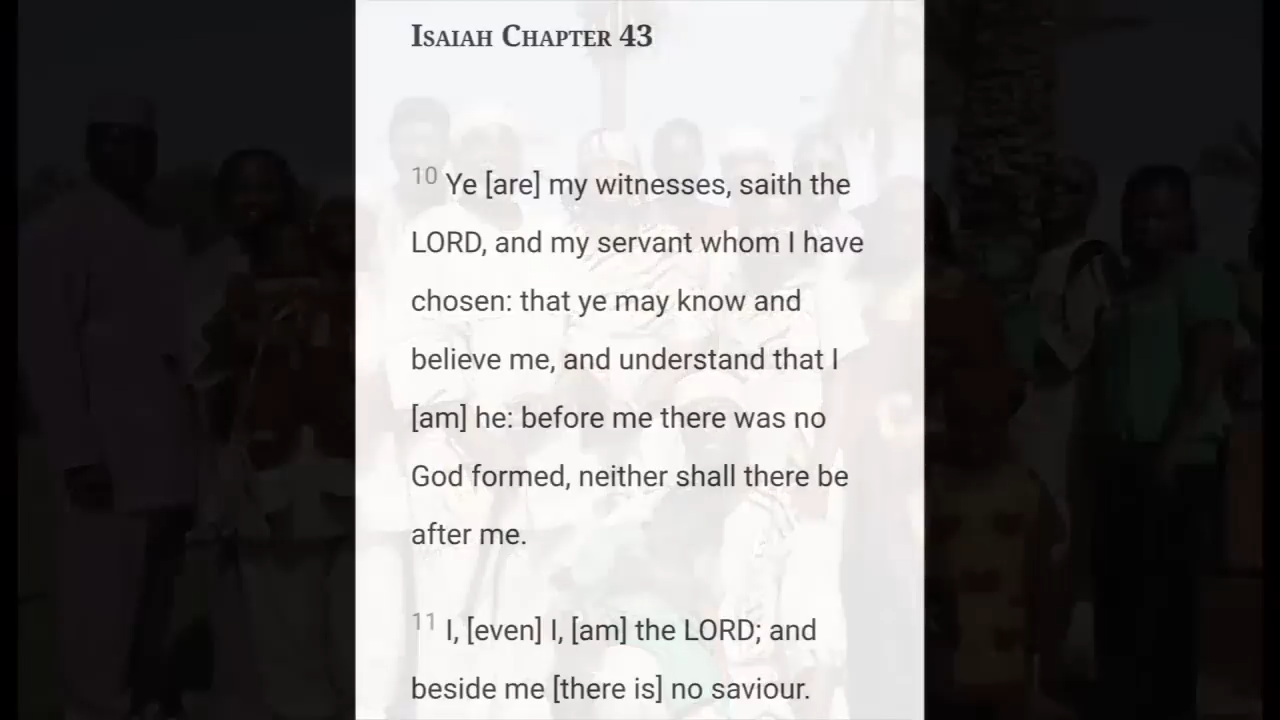 ISAIAH CHAPTER 43
10 Ye [are] my witnesses, saith the
LORD, and my servant whom I have
chosen: that ye may know and
believe me, and understand that I
[am] he: before me there was no
God formed, neither shall there be
after me.
11 I, [even] I, [am] the LORD; and
beside me [there is] no saviour.